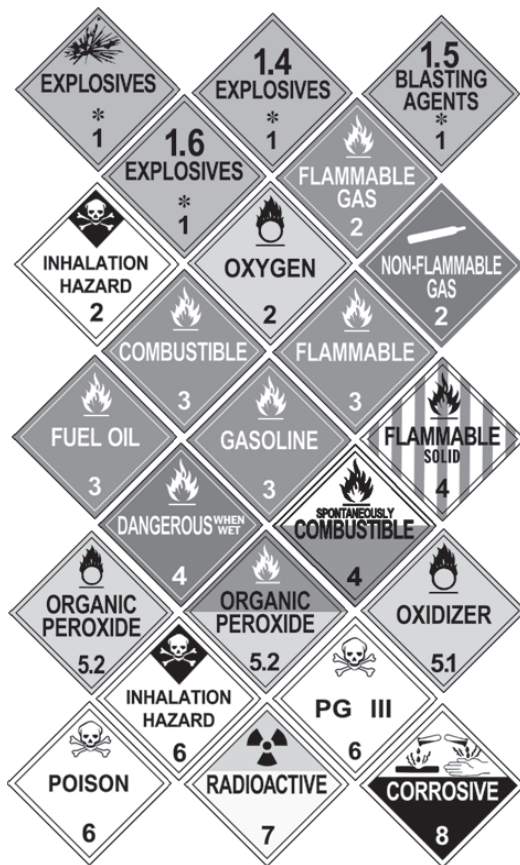 EXPLOSIVES
*
1
1.4
EXPLOSIVES
*
1
1.5
BLASTING
AGENTS
*
1
1.6
EXPLOSIVES
*
1
FLAMMABLE
GAS
2
INHALATION
HAZARD
2
OXYGEN
2
NON-FLAMMABLE
GAS
2
COMBUSTIBLE
3
FLAMMABLE
3
FUEL OIL
3
GASOLINE
3
FLAMMABLE
SOLID
4
DANGEROUS WHEN
WET
4
SPONTANEOUSLY
COMBUSTIBLE
4
ORGANIC
PEROXIDE
5.2
ORGANIC
PEROXIDE
5.2
OXIDIZER
5.1
INHALATION
HAZARD
6
PG III
6
POISON
6
RADIOACTIVE
7
CORROSIVE
8